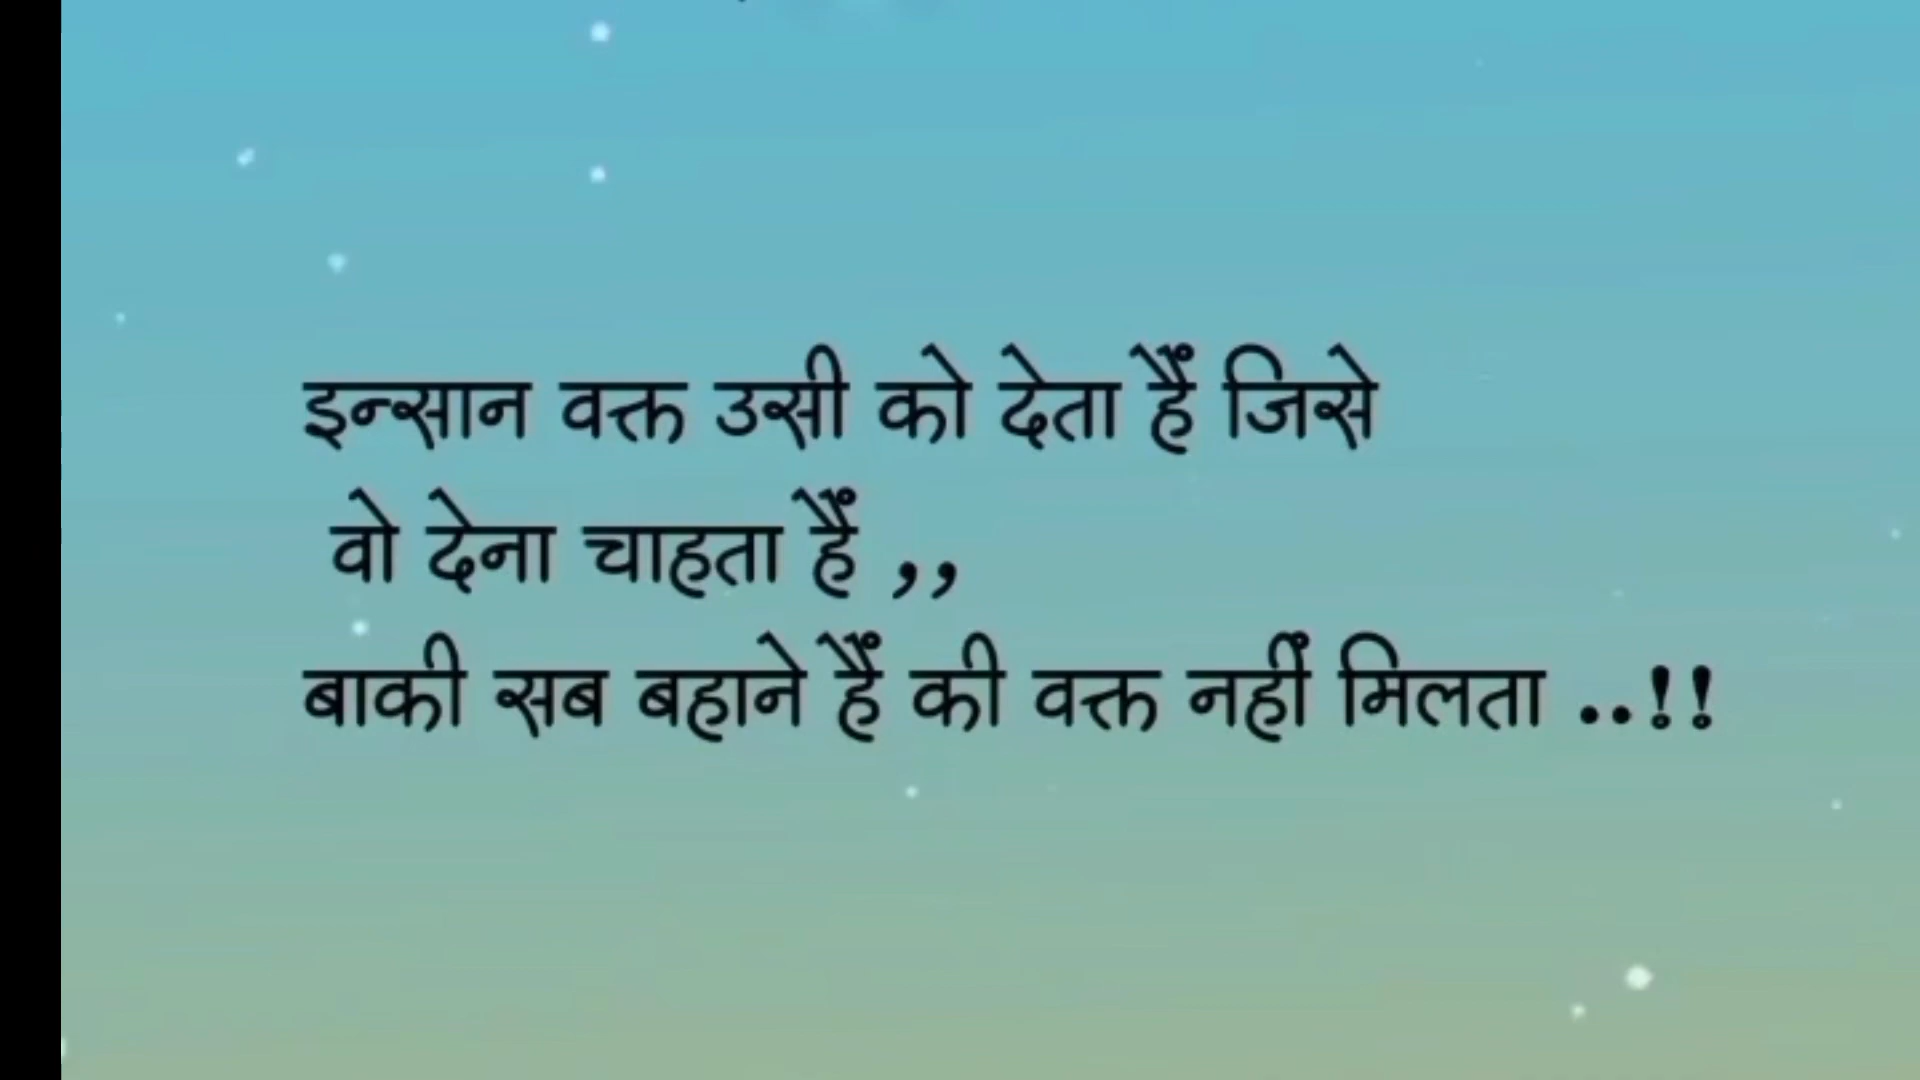 इन्सान वक्त उसी को देता हैं जिसे
वो देना चाहता हैं ,,
बाकी सब बहाने हैं की वक्त नहीं मिलता ..!!